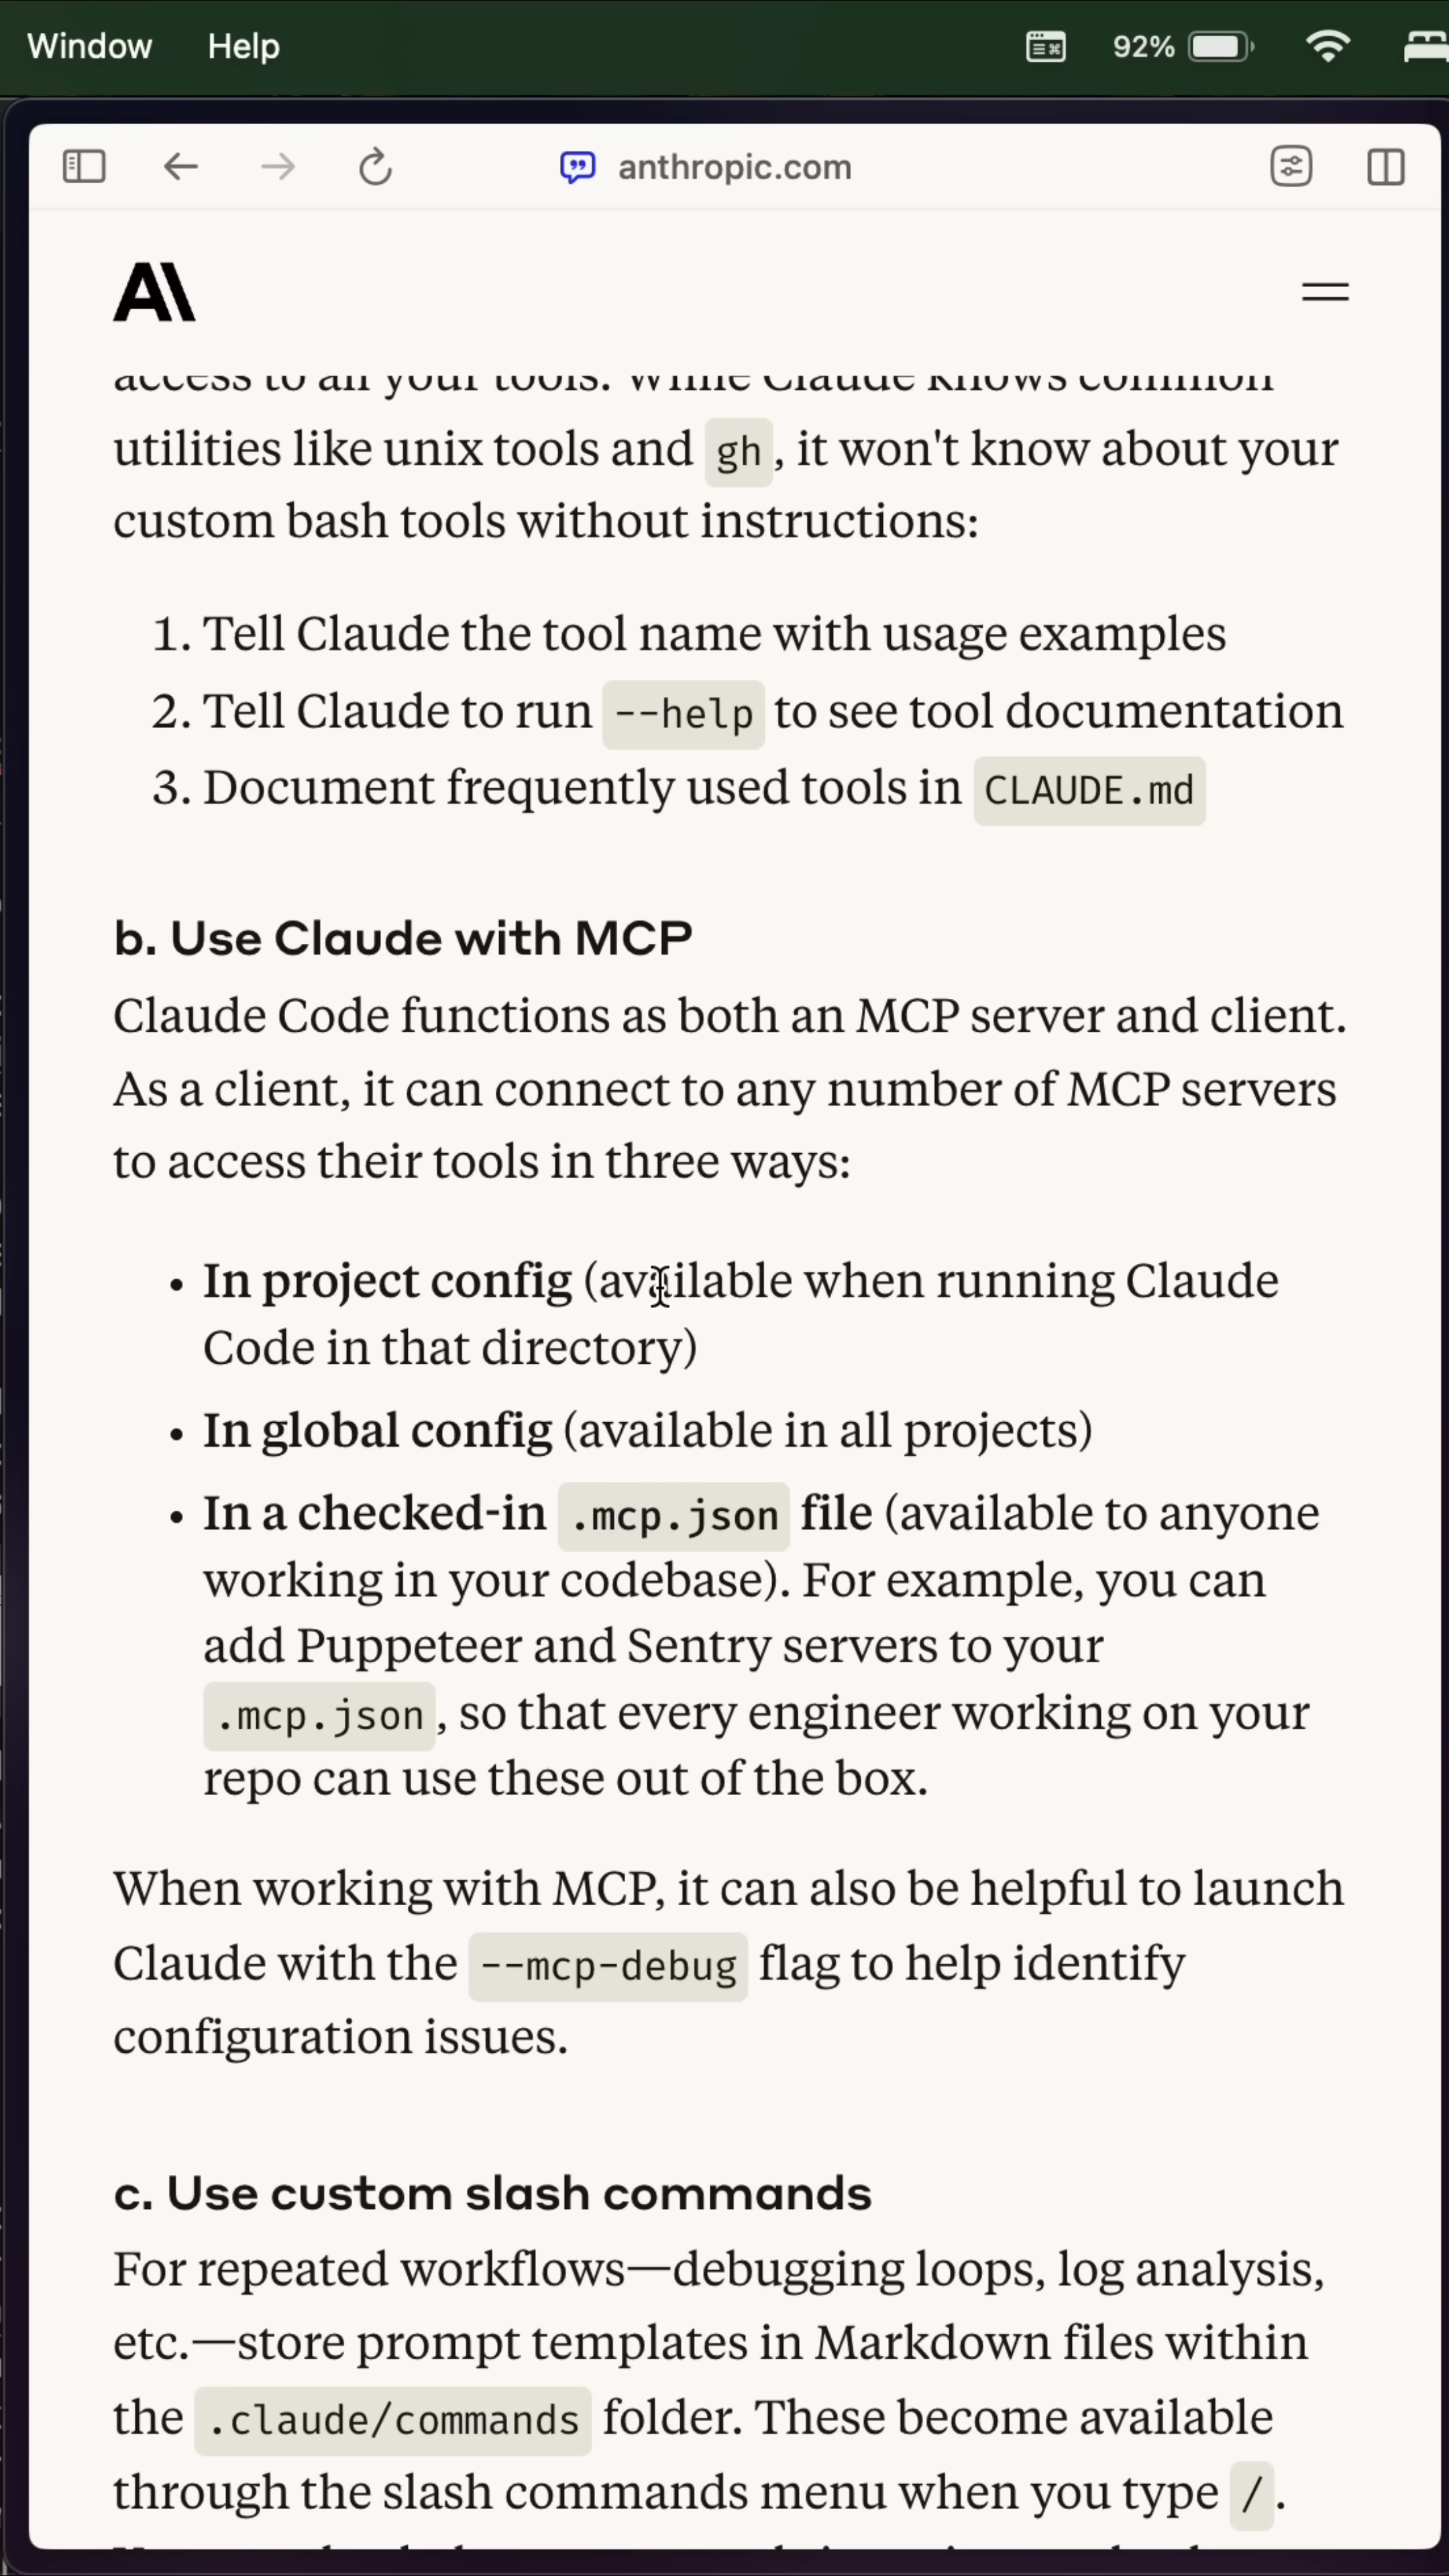 Window Help 92%
anthropic.com
A\
access to all your tools. While Claude knows common
utilities like unix tools and gh, it won't know about your
custom bash tools without instructions:
1. Tell Claude the tool name with usage examples
2. Tell Claude to run --help to see tool documentation
3. Document frequently used tools in CLAUDE.md
b. Use Claude with MCP
Claude Code functions as both an MCP server and client.
As a client, it can connect to any number of MCP servers
to access their tools in three ways:
• In project config (available when running Claude
Code in that directory)
• In global config (available in all projects)
• In a checked-in .mcp.json file (available to anyone
working in your codebase). For example, you can
add Puppeteer and Sentry servers to your
.mcp.json, so that every engineer working on your
repo can use these out of the box.
When working with MCP, it can also be helpful to launch
Claude with the --mcp-debug flag to help identify
configuration issues.
c. Use custom slash commands
For repeated workflows—debugging loops, log analysis,
etc.—store prompt templates in Markdown files within
the .claude/commands folder. These become available
through the slash commands menu when you type /.